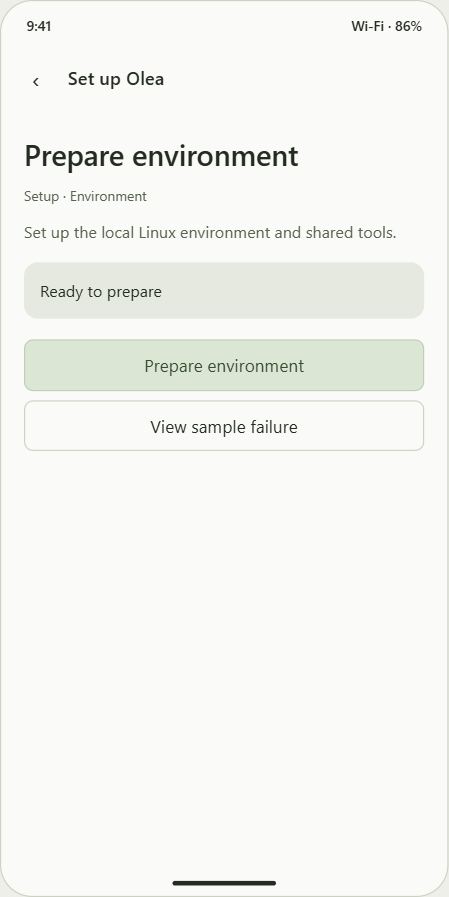 9:41
Wi-Fi · 86%
‹ Set up Olea
Prepare environment
Setup · Environment
Set up the local Linux environment and shared tools.
Ready to prepare
Prepare environment
View sample failure